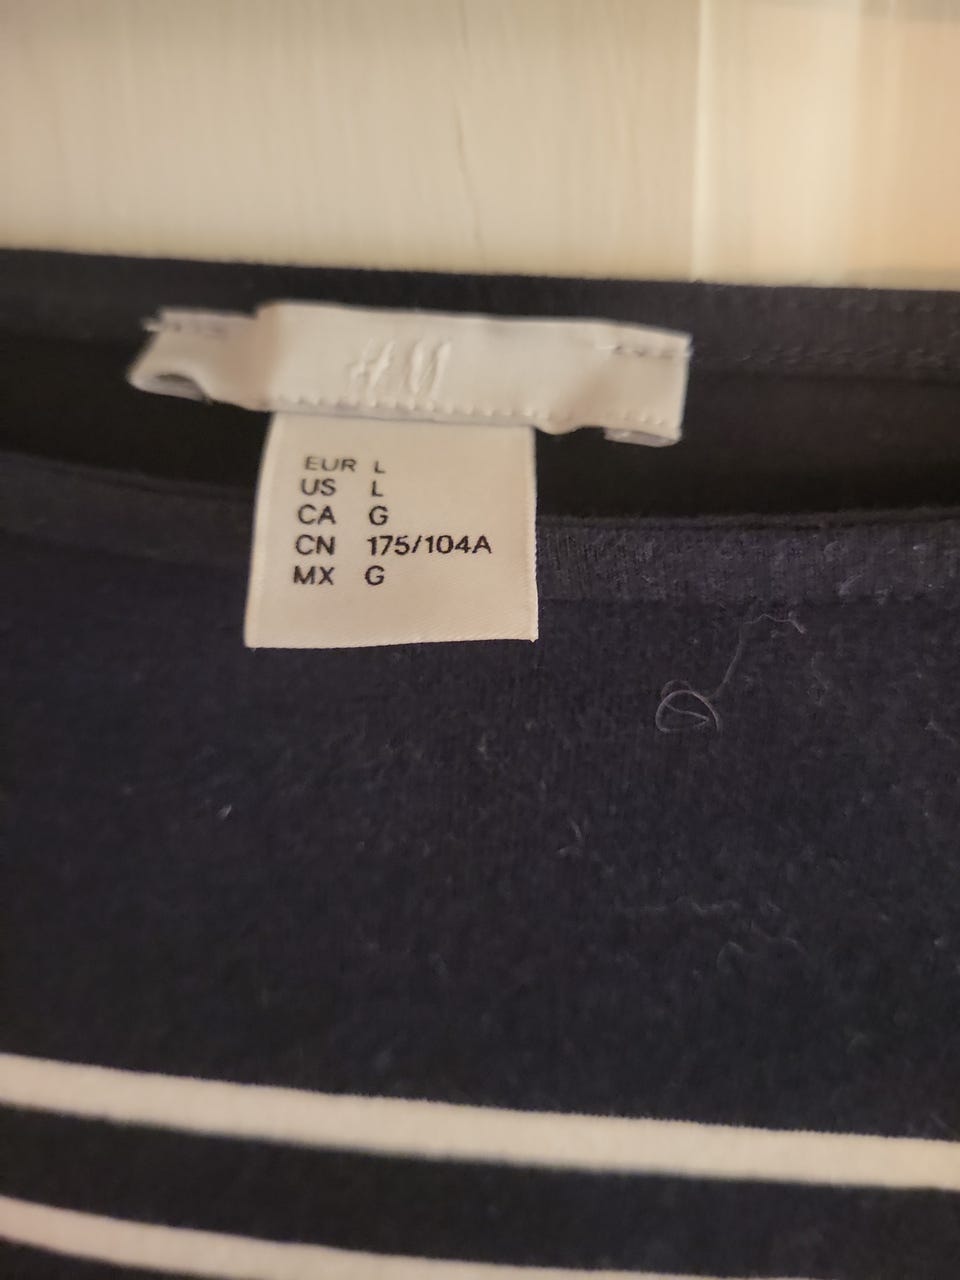 H&M
EUR L
US L
CA G
CN 175/104A
MX G